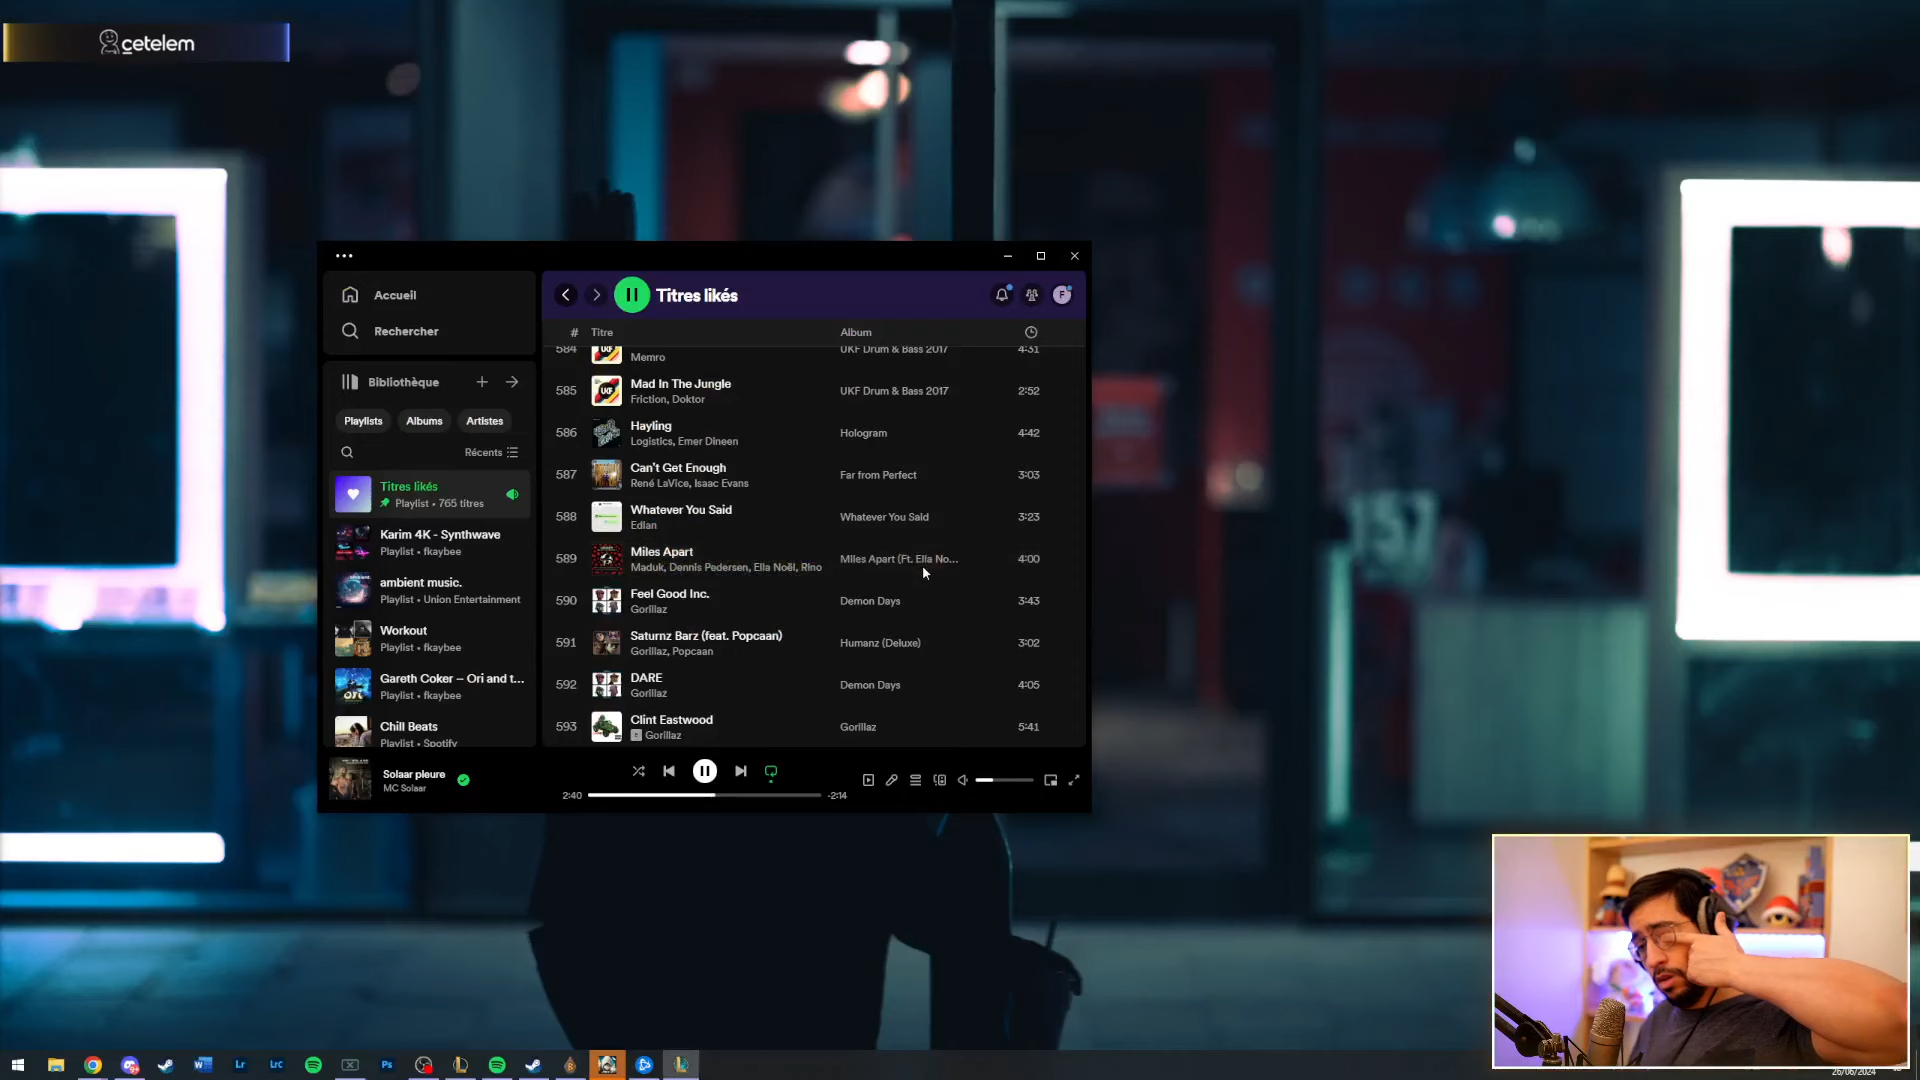 cetelem
Titres likés
F
Accueil
Rechercher
Bibliothèque
Playlists Albums Artistes
Récents
Titres likés
Playlist • 765 titres
Karim 4K - Synthwave
Playlist • fkaybee
ambient music.
Playlist • Union Entertainment
Workout
Playlist • fkaybee
Gareth Coker – Ori and t...
Playlist • fkaybee
Chill Beats
Playlist • Spotify
# Titre Album
584 UKF Drum & Bass 2017 4:31
Memro
585 Mad In The Jungle UKF Drum & Bass 2017 2:52
Friction, Doktor
586 Hayling Hologram 4:42
Logistics, Emer Dineen
587 Can't Get Enough Far from Perfect 3:03
René LaVice, Isaac Evans
588 Whatever You Said Whatever You Said 3:23
Edlan
589 Miles Apart Miles Apart (Ft. Ella No... 4:00
Maduk, Dennis Pedersen, Ella Noël, Rino
590 Feel Good Inc. Demon Days 3:43
Gorillaz
591 Saturnz Barz (feat. Popcaan) Humanz (Deluxe) 3:02
Gorillaz, Popcaan
592 DARE Demon Days 4:05
Gorillaz
593 Clint Eastwood Gorillaz 5:41
E Gorillaz
Solaar pleure
MC Solaar
2:40 -2:14
157
Lr LrC Ps
26/06/2024